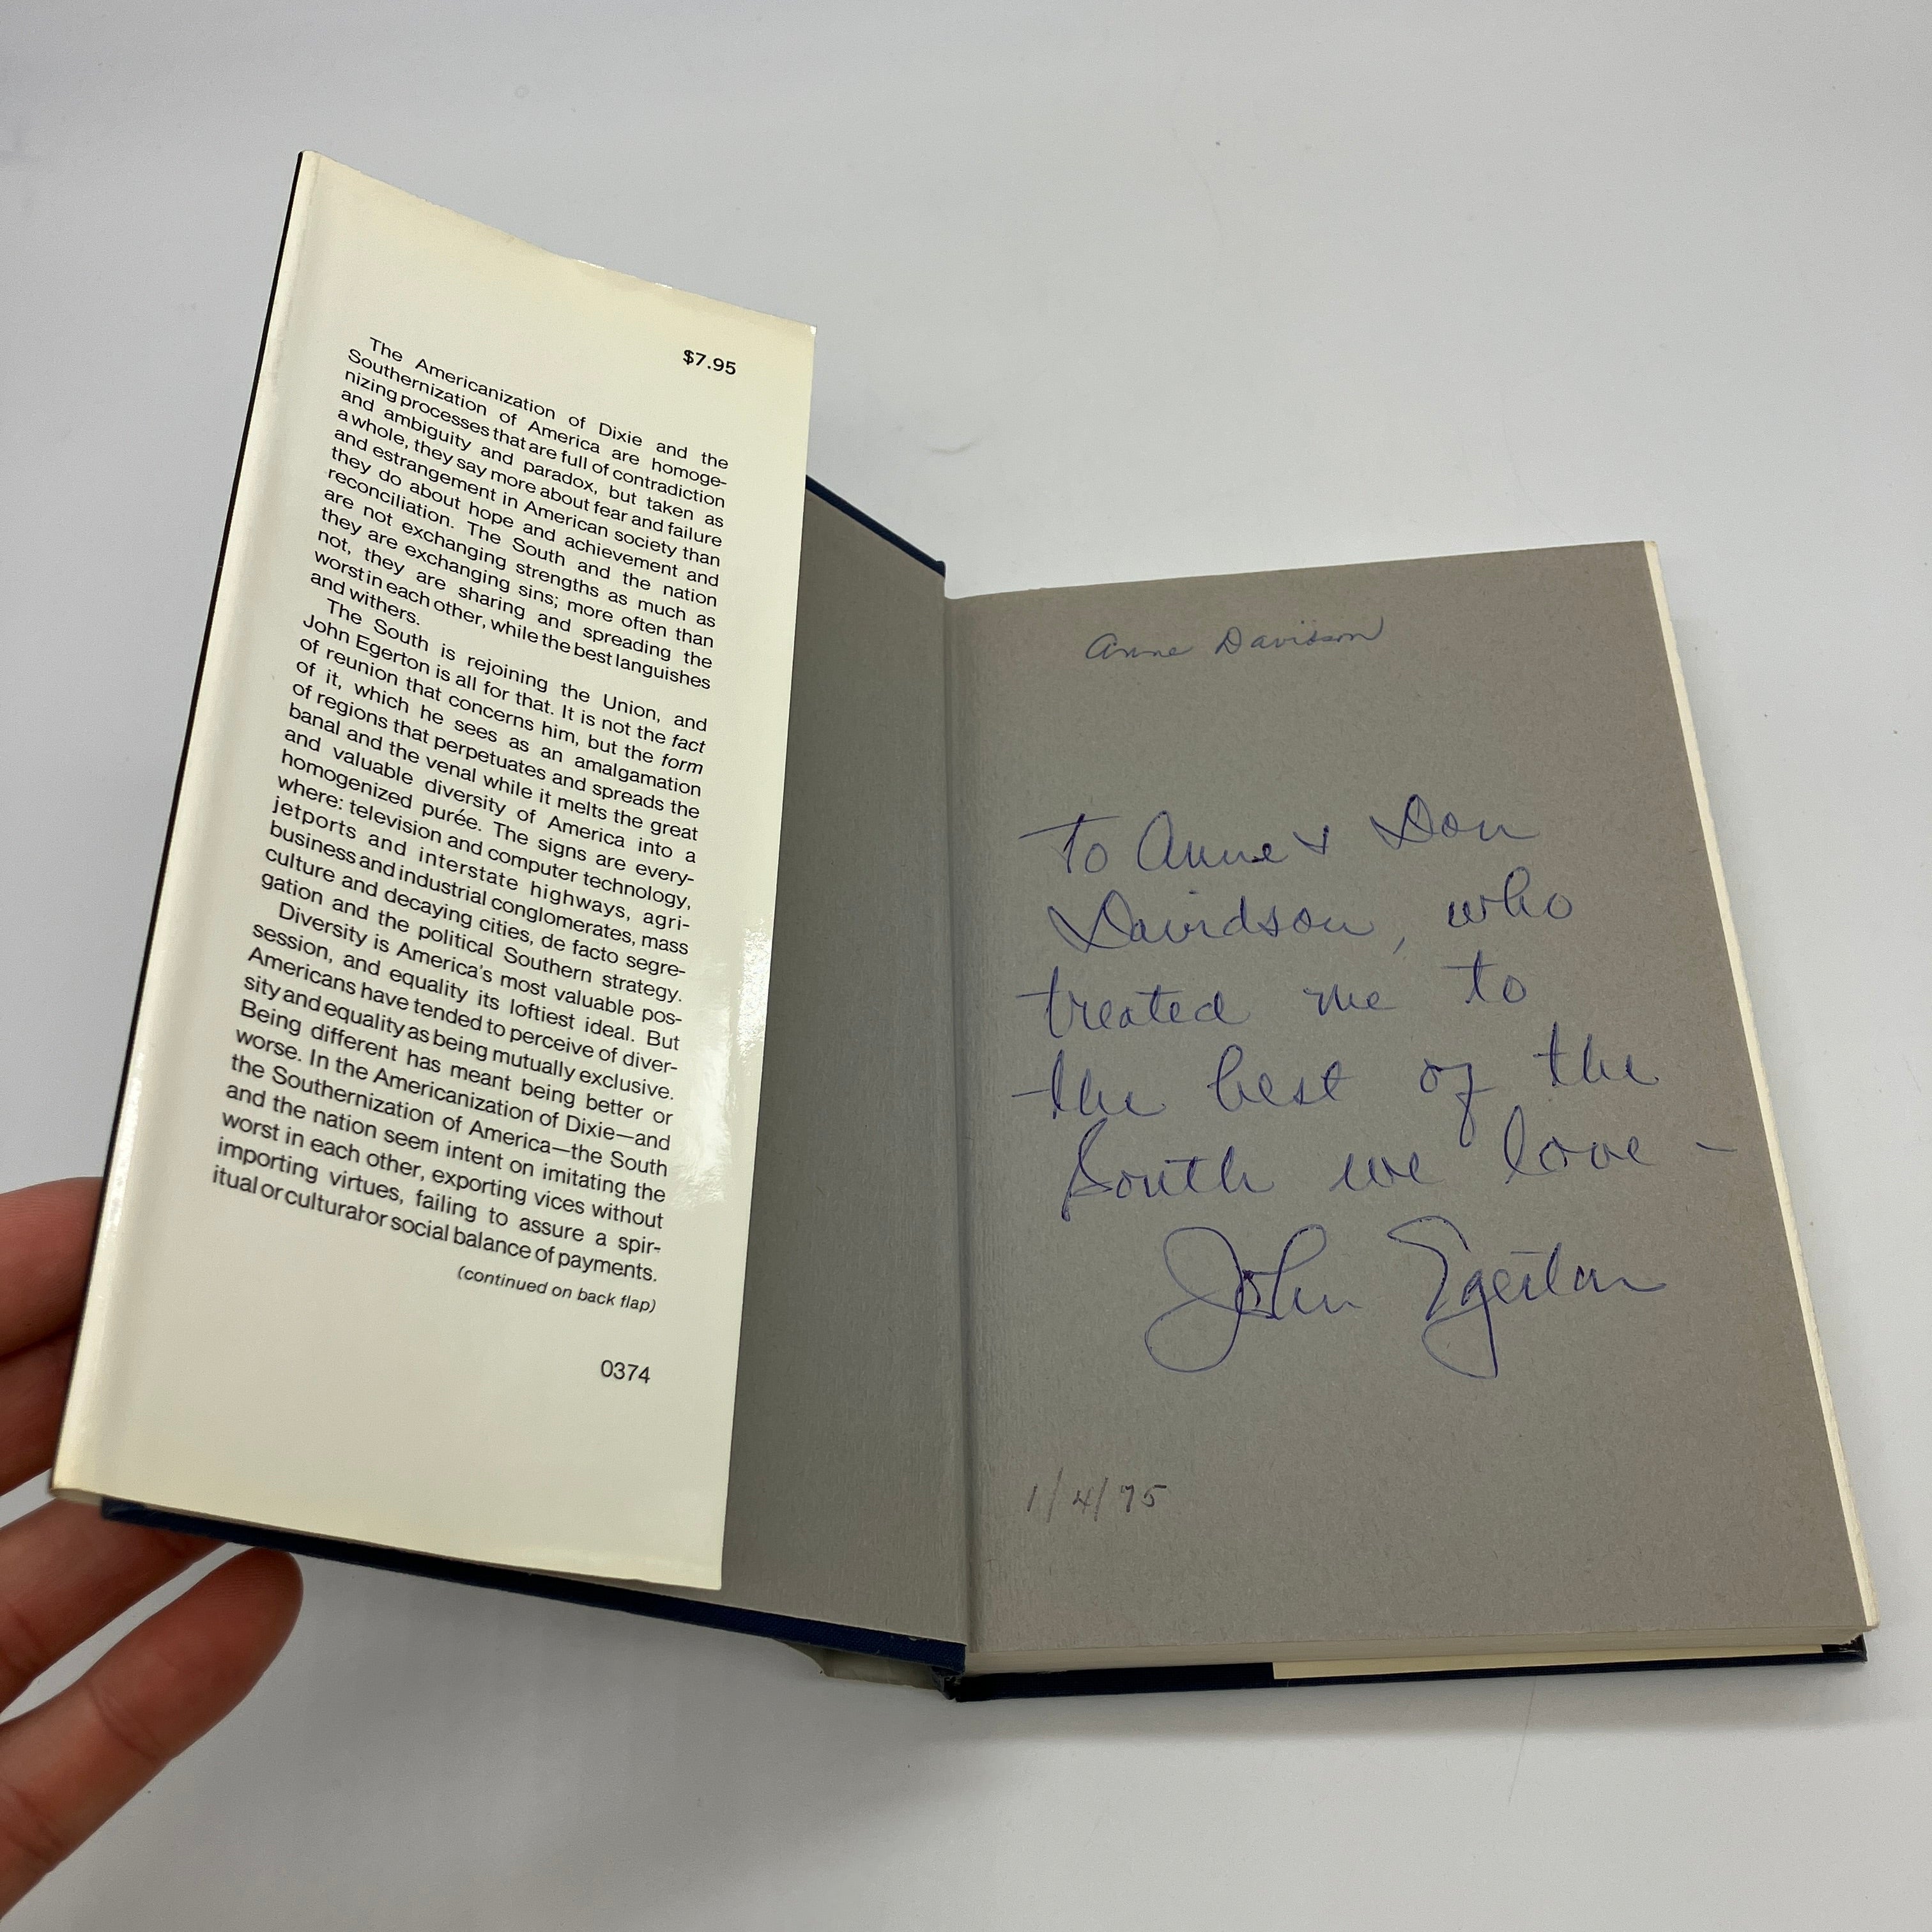 $7.95
The Americanization of Dixie and the
Southernization of America are homoge-
nizing processes that are full of contradiction
and ambiguity and paradox, but taken as
a whole, they say more about fear and failure
and estrangement in American society than
they do about hope and achievement and
reconciliation. The South and the nation
are not exchanging strengths as much as
they are exchanging sins; more often than
not, they are sharing and spreading the
worst in each other, while the best languishes
and withers.
The South is rejoining the Union, and
John Egerton is all for that. It is not the fact
of reunion that concerns him, but the form
of it, which he sees as an amalgamation
of regions that perpetuates and spreads the
banal and the venal while it melts the great
and valuable diversity of America into a
homogenized purée. The signs are every-
where: television and computer technology,
jetports and interstate highways, agri-
business and industrial conglomerates, mass
culture and decaying cities, de facto segre-
gation and the political Southern strategy.
Diversity is America's most valuable pos-
session, and equality its loftiest ideal. But
Americans have tended to perceive of diver-
sity and equality as being mutually exclusive.
Being different has meant being better or
worse. In the Americanization of Dixie—and
the Southernization of America—the South
and the nation seem intent on imitating the
worst in each other, exporting vices without
importing virtues, failing to assure a spir-
itual or cultural or social balance of payments.
(continued on back flap)
0374
Anne Davidson
To Anne & Don
Davidson, who
treated me to
the best of the
South we love –
John Egerton
1/4/75